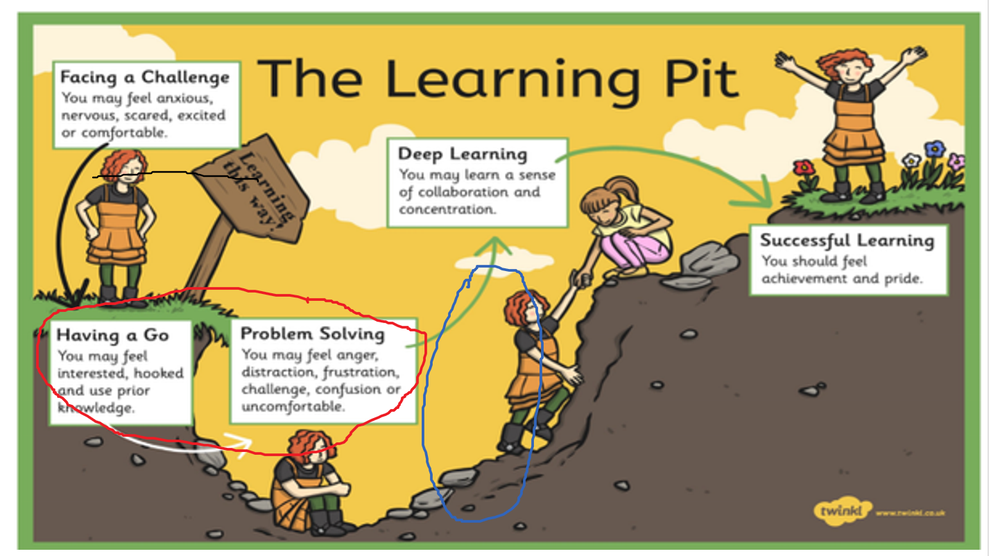 The Learning Pit
Facing a Challenge
You may feel anxious,
nervous, scared, excited
or comfortable.
Learning
this way!
Having a Go
You may feel
interested, hooked
and use prior
knowledge.
Problem Solving
You may feel anger,
distraction, frustration,
challenge, confusion or
uncomfortable.
Deep Learning
You may learn a sense
of collaboration and
concentration.
Successful Learning
You should feel
achievement and pride.
twinkl
www.twinkl.co.uk